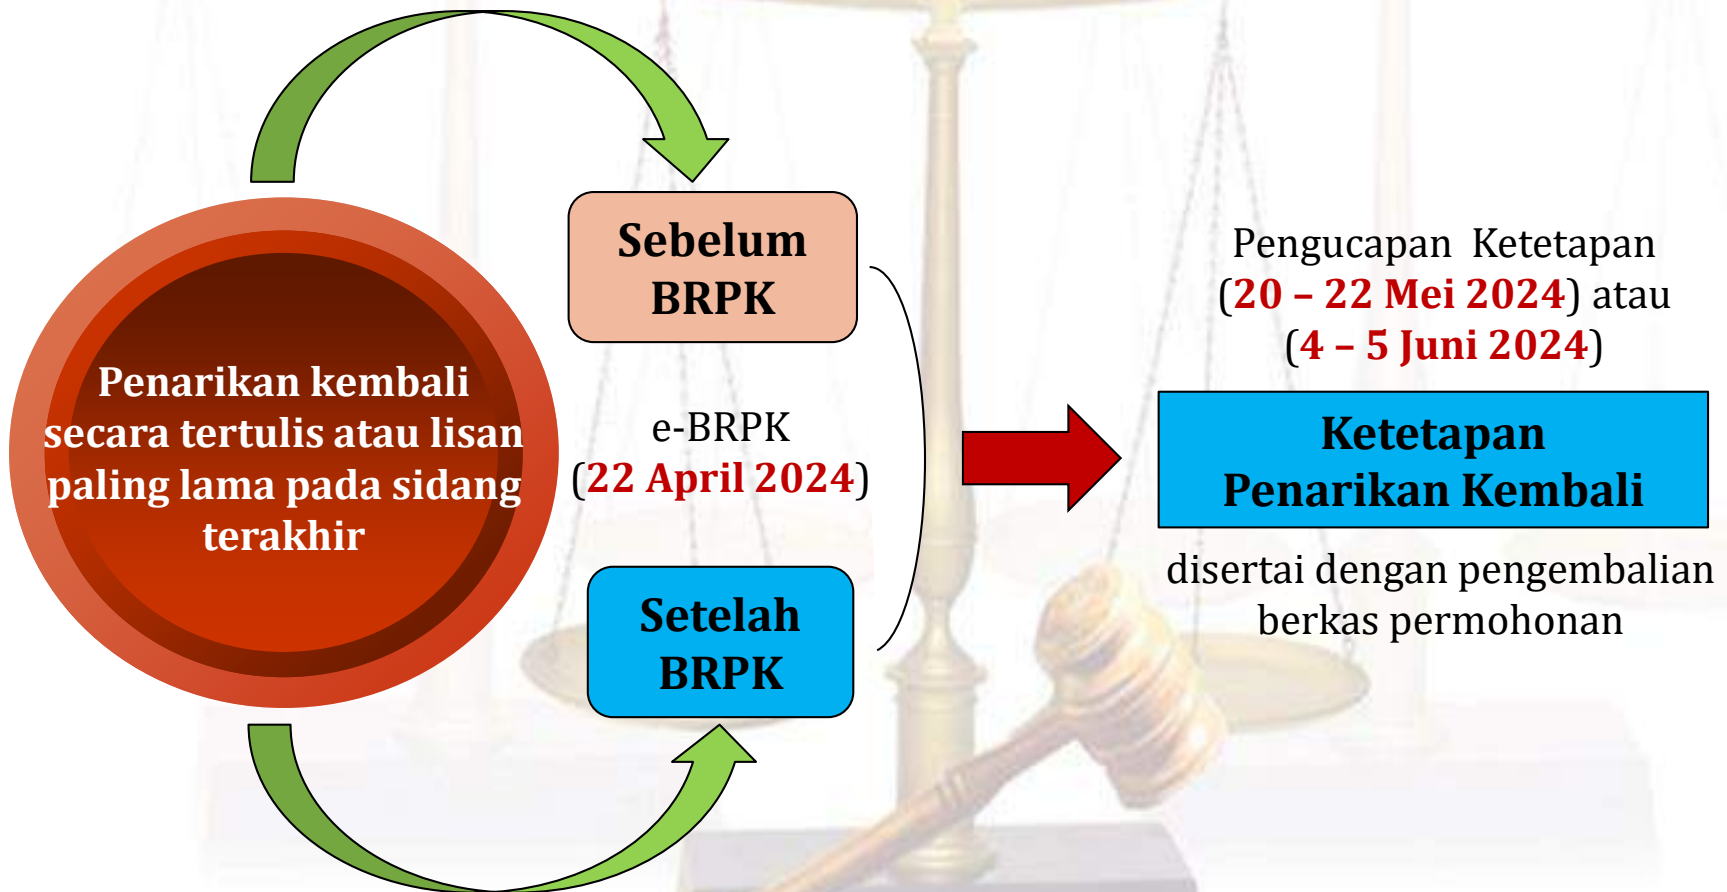 Penarikan kembali
secara tertulis atau lisan
paling lama pada sidang
terakhir
Sebelum
BRPK
e-BRPK
(22 April 2024)
Setelah
BRPK
Pengucapan Ketetapan
(20 – 22 Mei 2024) atau
(4 – 5 Juni 2024)
Ketetapan
Penarikan Kembali
disertai dengan pengembalian
berkas permohonan